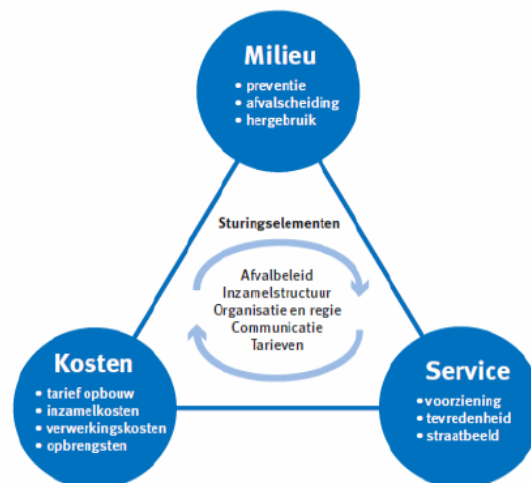 Milieu
• preventie
• afvalscheiding
• hergebruik
Sturingselementen
Afvalbeleid
Inzamelstructuur
Organisatie en regie
Communicatie
Tarieven
Kosten
• tarief opbouw
• inzamelkosten
• verwerkingskosten
• opbrengsten
Service
•voorziening
•tevredenheid
•straatbeeld